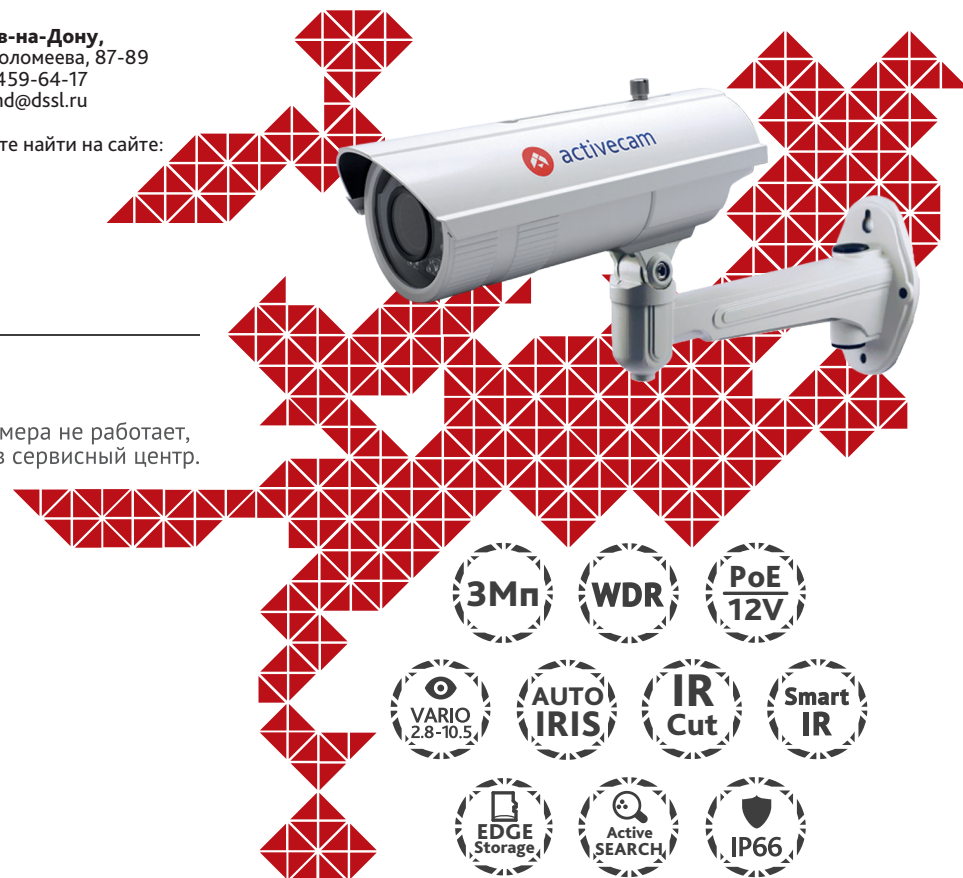 в-на-Дону,
оломеева, 87-89
459-64-17
nd@dssl.ru
те найти на сайте:
activecam
мера не работает,
в сервисный центр.
3Мп
WDR
PoE
12V
VARIO
2.8-10.5
AUTO
IRIS
IR
Cut
Smart
IR
EDGE
Storage
Active
SEARCH
IP66